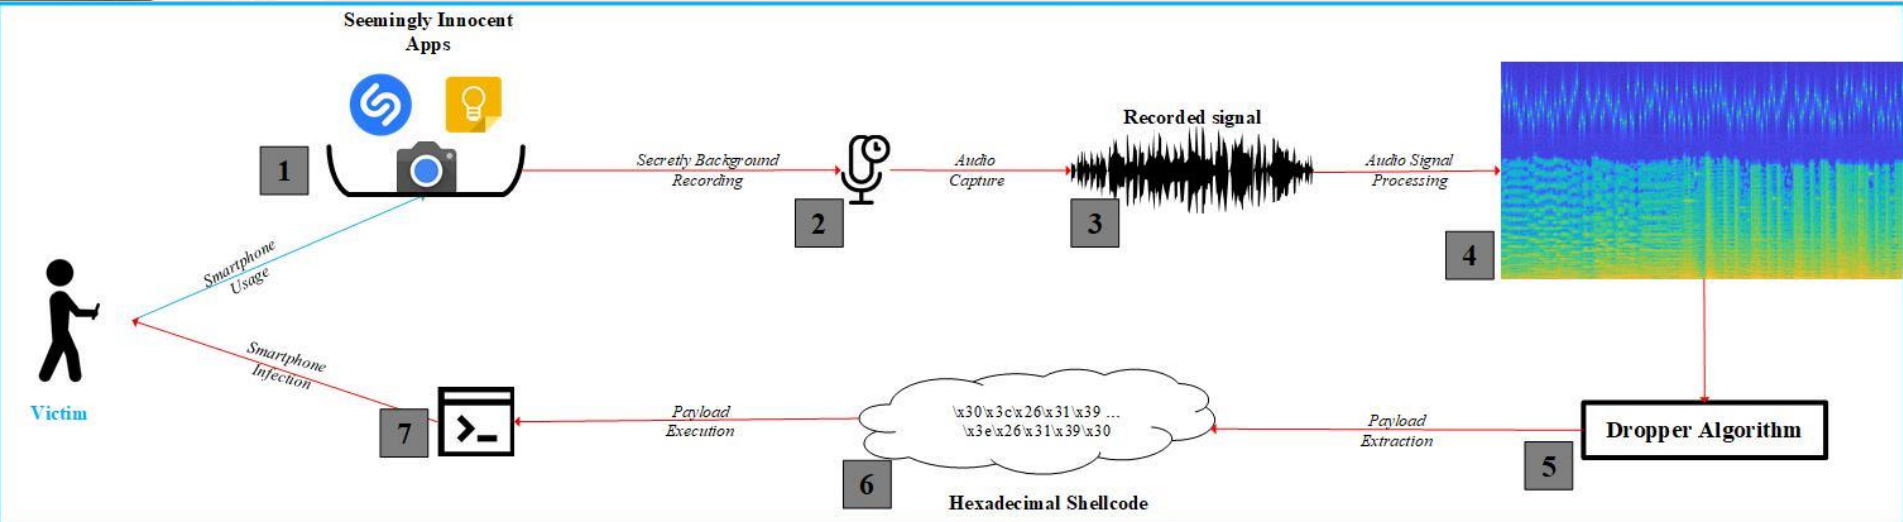 Seemingly Innocent
Apps
1
Secretly Background
Recording
2
Audio
Capture
Recorded signal
3
Audio Signal
Processing
4
Smartphone
Usage
Victim
Smartphone
Infection
7
Payload
Execution
\x30\x3c\x26\x31\x39 ...
\x3e\x26\x31\x39\x30
6
Hexadecimal Shellcode
Payload
Extraction
5
Dropper Algorithm